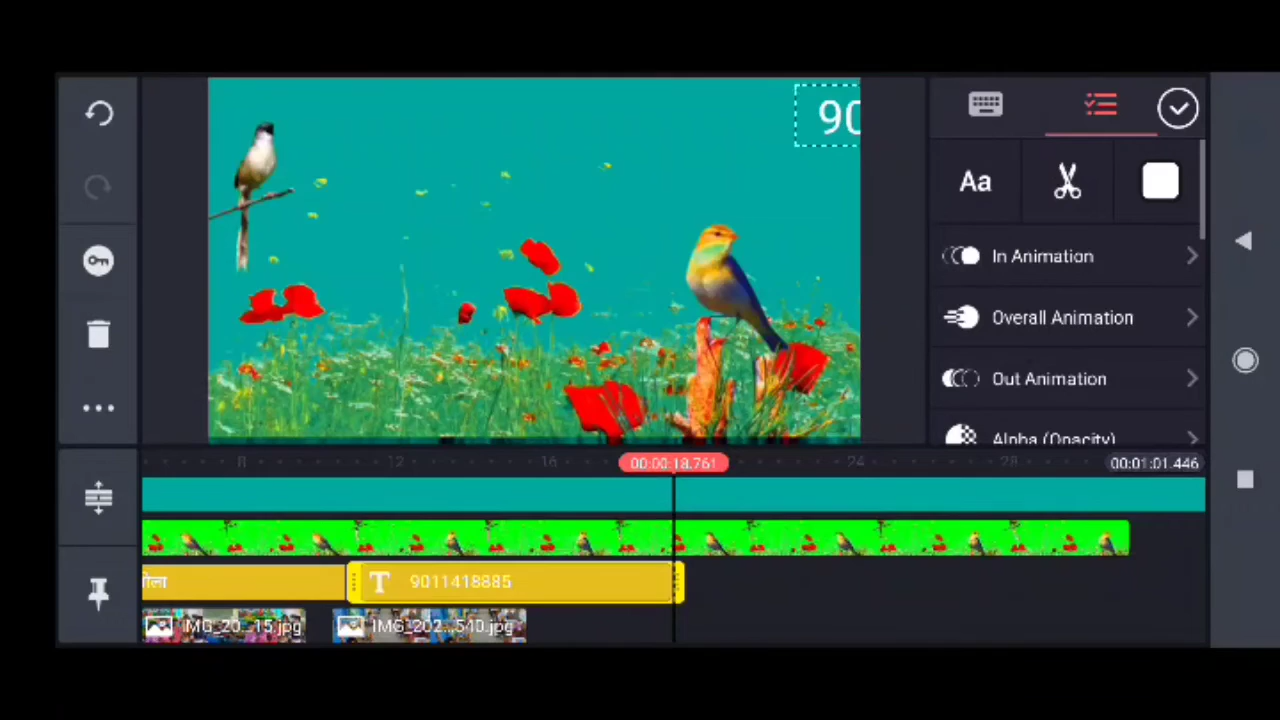 90
Aa
In Animation
Overall Animation
Out Animation
Alpha (Opacity)
8 12 16 00:00:18.761 24 28 00:01:01.446
ोला T 9011418885
IMG_20...15.jpg IMG_202...540.jpg